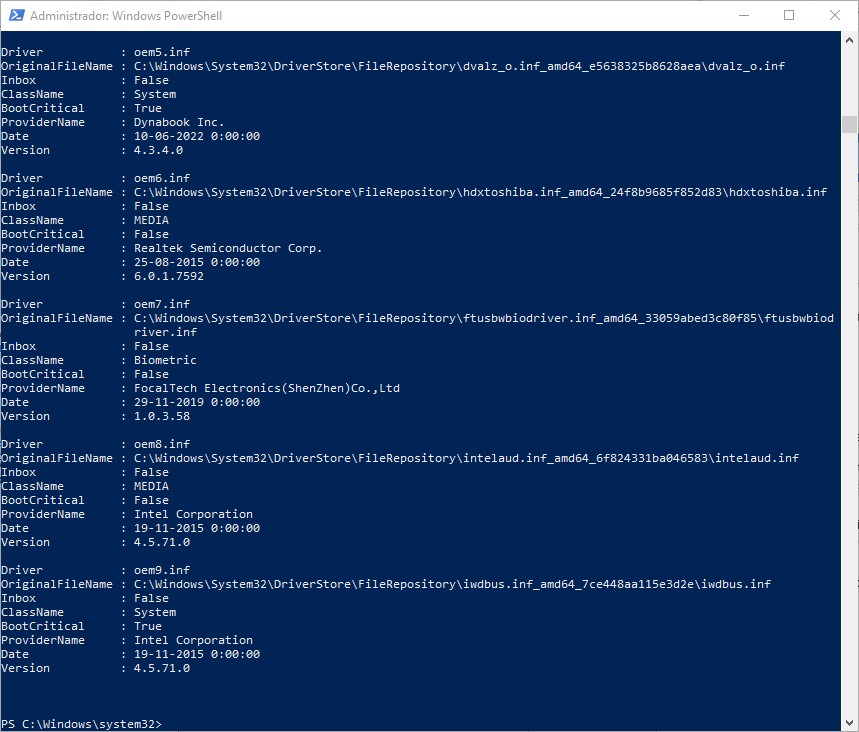 Administrador: Windows PowerShell
Driver : oem5.inf
OriginalFileName : C:\Windows\System32\DriverStore\FileRepository\dvalz_o.inf_amd64_e5638325b8628aea\dvalz_o.inf
Inbox : False
ClassName : System
BootCritical : True
ProviderName : Dynabook Inc.
Date : 10-06-2022 0:00:00
Version : 4.3.4.0
Driver : oem6.inf
OriginalFileName : C:\Windows\System32\DriverStore\FileRepository\hdxtoshiba.inf_amd64_24f8b9685f852d83\hdxtoshiba.inf
Inbox : False
ClassName : MEDIA
BootCritical : False
ProviderName : Realtek Semiconductor Corp.
Date : 25-08-2015 0:00:00
Version : 6.0.1.7592
Driver : oem7.inf
OriginalFileName : C:\Windows\System32\DriverStore\FileRepository\ftusbwbiodriver.inf_amd64_33059abed3c80f85\ftusbwbiod
river.inf
Inbox : False
ClassName : Biometric
BootCritical : False
ProviderName : FocalTech Electronics(ShenZhen)Co.,Ltd
Date : 29-11-2019 0:00:00
Version : 1.0.3.58
Driver : oem8.inf
OriginalFileName : C:\Windows\System32\DriverStore\FileRepository\intelaud.inf_amd64_6f824331ba046583\intelaud.inf
Inbox : False
ClassName : MEDIA
BootCritical : False
ProviderName : Intel Corporation
Date : 19-11-2015 0:00:00
Version : 4.5.71.0
Driver : oem9.inf
OriginalFileName : C:\Windows\System32\DriverStore\FileRepository\iwdbus.inf_amd64_7ce448aa115e3d2e\iwdbus.inf
Inbox : False
ClassName : System
BootCritical : True
ProviderName : Intel Corporation
Date : 19-11-2015 0:00:00
Version : 4.5.71.0
PS C:\Windows\system32>